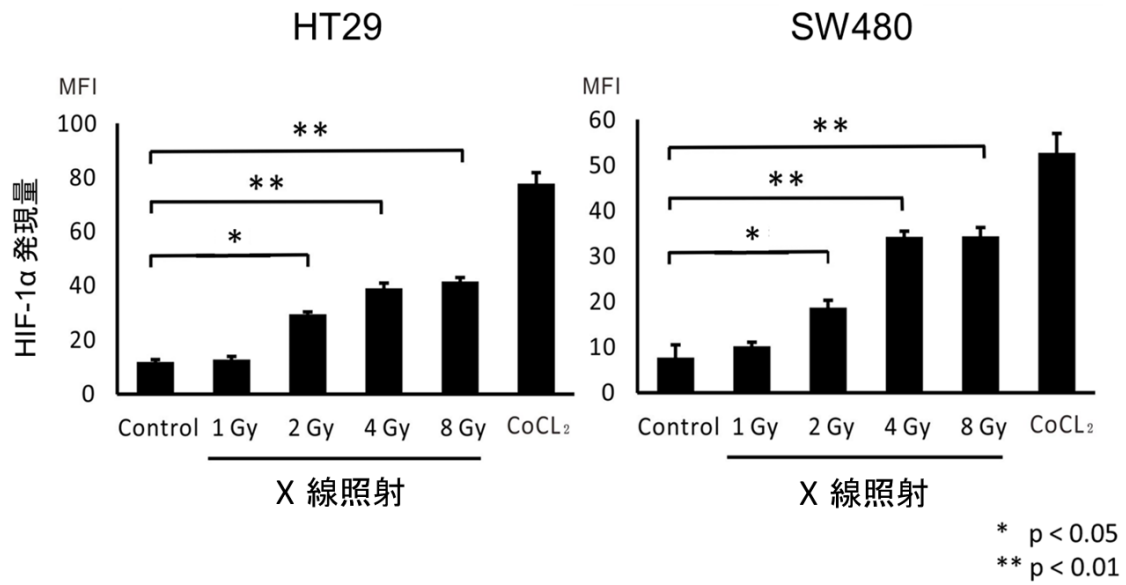 HT29
MFI
HIF-1α 発現量
100
80
60
40
20
0
**
**
*
Control 1 Gy 2 Gy 4 Gy 8 Gy CoCL₂
X 線照射
SW480
MFI
60
50
40
30
20
10
0
**
**
*
Control 1 Gy 2 Gy 4 Gy 8 Gy CoCL₂
X 線照射
* p < 0.05
** p < 0.01